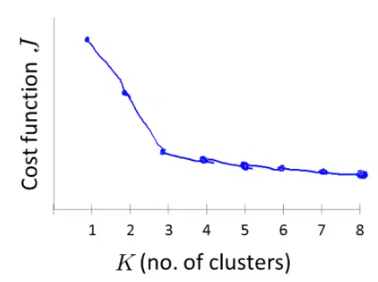 Cost function J
1 2 3 4 5 6 7 8
K (no. of clusters)